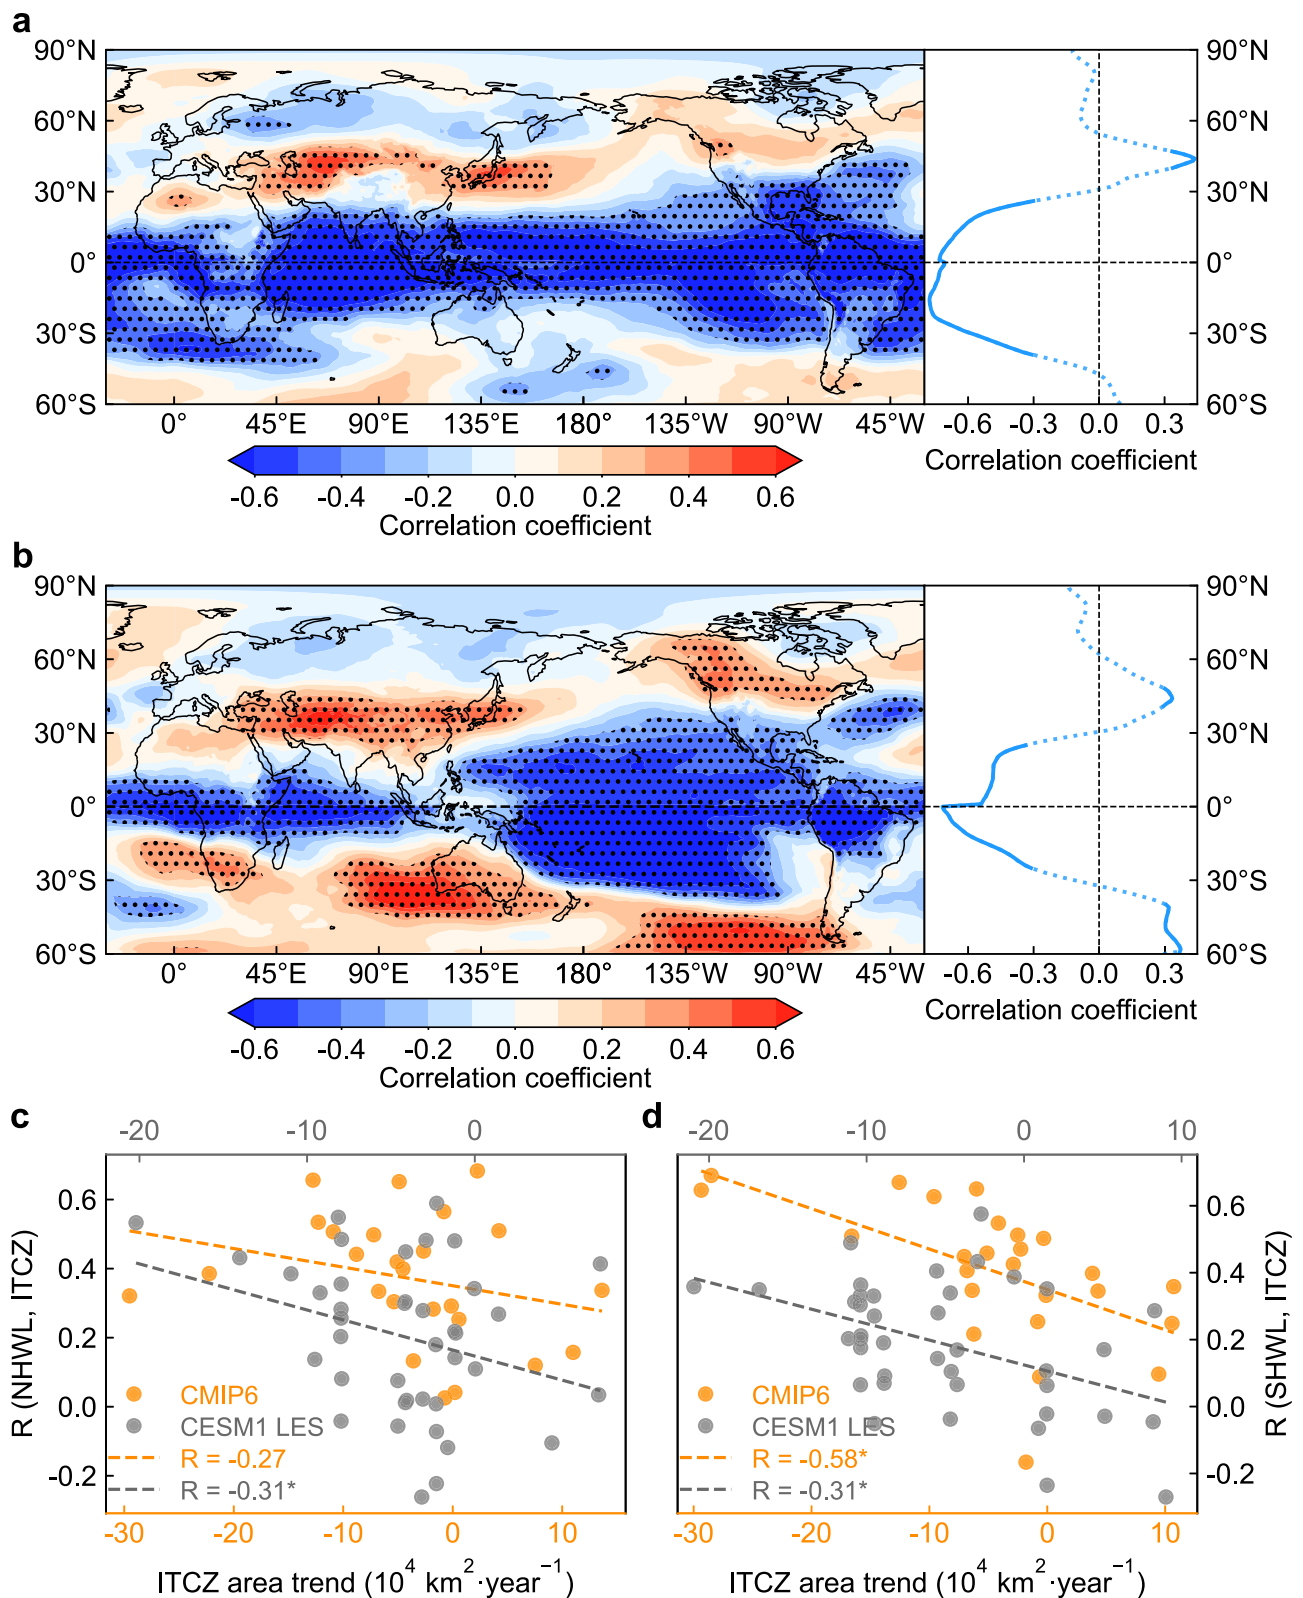 a
90°N
60°N
30°N
0°
30°S
60°S
0° 45°E 90°E 135°E 180° 135°W 90°W 45°W
90°N
60°N
30°N
0°
30°S
60°S
-0.6 -0.3 0.0 0.3
Correlation coefficient
-0.6 -0.4 -0.2 0.0 0.2 0.4 0.6
Correlation coefficient
b
90°N
60°N
30°N
0°
30°S
60°S
0° 45°E 90°E 135°E 180° 135°W 90°W 45°W
90°N
60°N
30°N
0°
30°S
60°S
-0.6 -0.3 0.0 0.3
Correlation coefficient
-0.6 -0.4 -0.2 0.0 0.2 0.4 0.6
Correlation coefficient
c
-20 -10 0
R (NHWL, ITCZ)
0.6
0.4
0.2
0.0
-0.2
CMIP6
CESM1 LES
R = -0.27
R = -0.31*
-30 -10 0 10
ITCZ area trend (10⁴ km²·year⁻¹)
d
-20 -10 0 10
0.6
0.4
0.2
0.0
-0.2
R (SHWL, ITCZ)
CMIP6
CESM1 LES
R = -0.58*
R = -0.31*
-30 -20 -10 0 10
ITCZ area trend (10⁴ km²·year⁻¹)